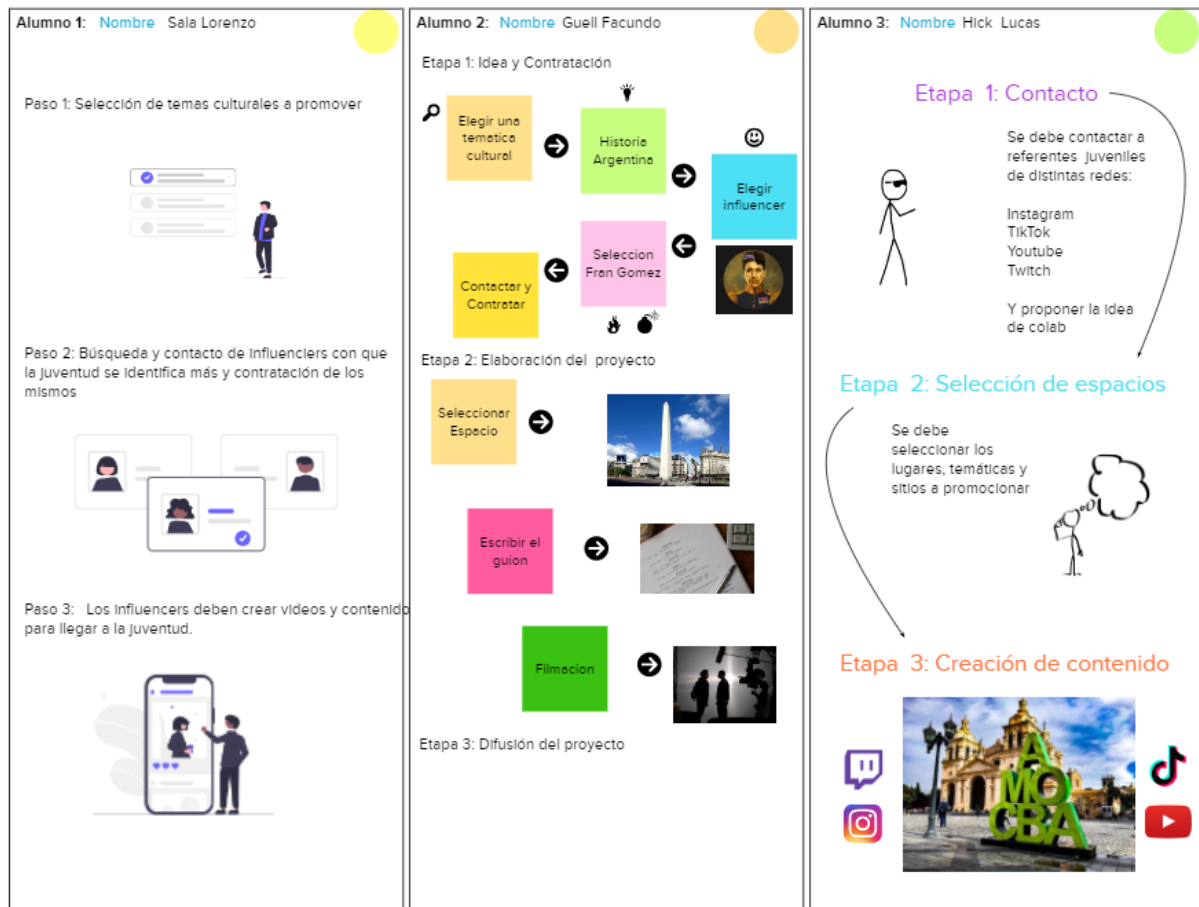 Alumno 1: Nombre Sala Lorenzo
Paso 1: Selección de temas culturales a promover
Paso 2: Búsqueda y contacto de influenciers con que
la juventud se identifica más y contratación de los
mismos
Paso 3: Los influencers deben crear videos y contenido
para llegar a la juventud.
Alumno 2: Nombre Guell Facundo
Etapa 1: Idea y Contratación
Elegir una
tematica
cultural
Historia
Argentina
Elegir
influencer
Seleccion
Fran Gomez
Contactar y
Contratar
Etapa 2: Elaboración del proyecto
Seleccionar
Espacio
Escribir el
guion
Filmacion
Etapa 3: Difusión del proyecto
Alumno 3: Nombre Hick Lucas
Etapa 1: Contacto
Se debe contactar a
referentes juveniles
de distintas redes:
Instagram
TikTok
Youtube
Twitch
Y proponer la idea
de colab
Etapa 2: Selección de espacios
Se debe
seleccionar los
lugares, temáticas y
sitios a promocionar
Etapa 3: Creación de contenido
A
MO
CBA